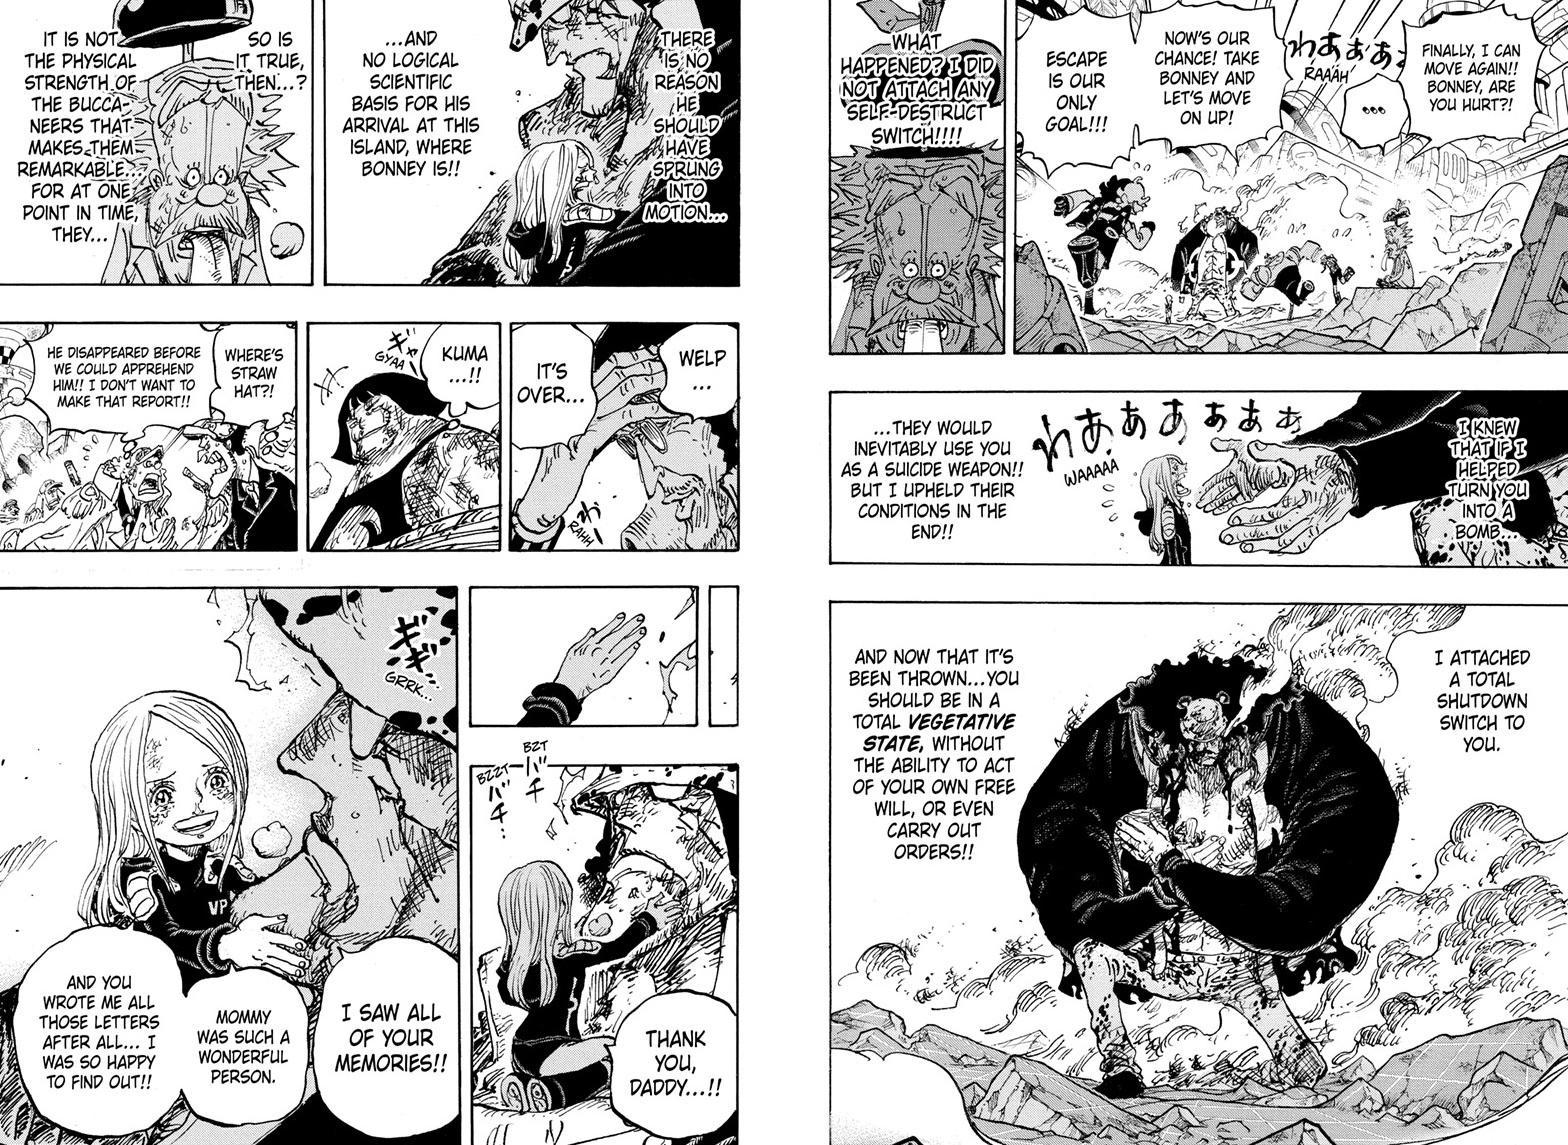 FINALLY, I CAN
MOVE AGAIN!!
BONNEY, ARE
YOU HURT?!
わぁぁぁぁ
RAAAH
...
NOW'S OUR
CHANCE! TAKE
BONNEY AND
LET'S MOVE
ON UP!
ESCAPE
IS OUR
ONLY
GOAL!!!
WHAT
HAPPENED? I DID
NOT ATTACH ANY
SELF-DESTRUCT
SWITCH!!!!
I KNEW
THAT IF I
HELPED
TURN YOU
INTO A
BOMB...
わああああああ
WAAAAA
...THEY WOULD
INEVITABLY USE YOU
AS A SUICIDE WEAPON!!
BUT I UPHELD THEIR
CONDITIONS IN THE
END!!
I ATTACHED
A TOTAL
SHUTDOWN
SWITCH TO
YOU.
AND NOW THAT IT'S
BEEN THROWN...YOU
SHOULD BE IN A
TOTAL VEGETATIVE
STATE, WITHOUT
THE ABILITY TO ACT
OF YOUR OWN FREE
WILL, OR EVEN
CARRY OUT
ORDERS!!
THERE
IS NO
REASON
HE
SHOULD
HAVE
SPRUNG
INTO
MOTION...
...AND
NO LOGICAL
SCIENTIFIC
BASIS FOR HIS
ARRIVAL AT THIS
ISLAND, WHERE
BONNEY IS!!
SO IS
IT TRUE,
THEN...?
IT IS NOT
THE PHYSICAL
STRENGTH OF
THE BUCCA-
NEERS THAT
MAKES THEM
REMARKABLE...
FOR AT ONE
POINT IN TIME,
THEY...
WELP
...
IT'S
OVER...
RAHH
KUMA
...!!
ギャ
GYAA
WHERE'S
STRAW
HAT?!
HE DISAPPEARED BEFORE
WE COULD APPREHEND
HIM!! I DON'T WANT TO
MAKE THAT REPORT!!
BZT
バチ
BZZT
バチ
THANK
YOU,
DADDY...!!
ギギ
GRRK...
I SAW ALL
OF YOUR
MEMORIES!!
MOMMY
WAS SUCH A
WONDERFUL
PERSON.
AND YOU
WROTE ME ALL
THOSE LETTERS
AFTER ALL... I
WAS SO HAPPY
TO FIND OUT!!
VP